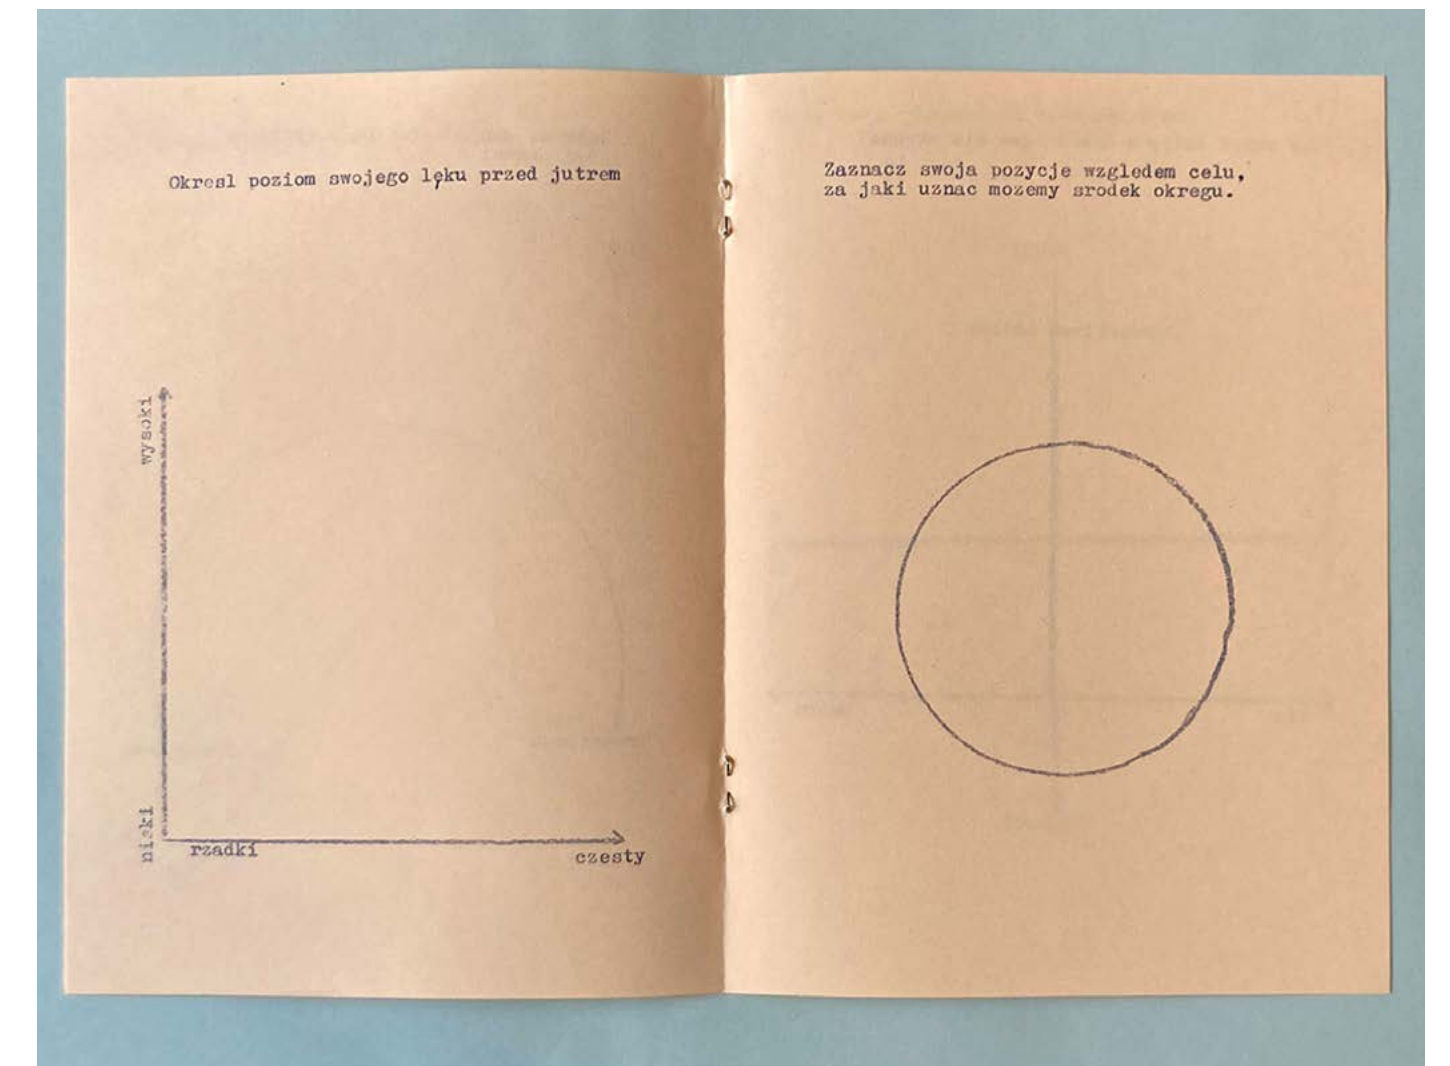 Okresl poziom swojego lęku przed jutrem
wysoki
niski
rzadki
czesty
Zaznacz swoja pozycje wzgledem celu,
za jaki uznac mozemy srodek okregu.